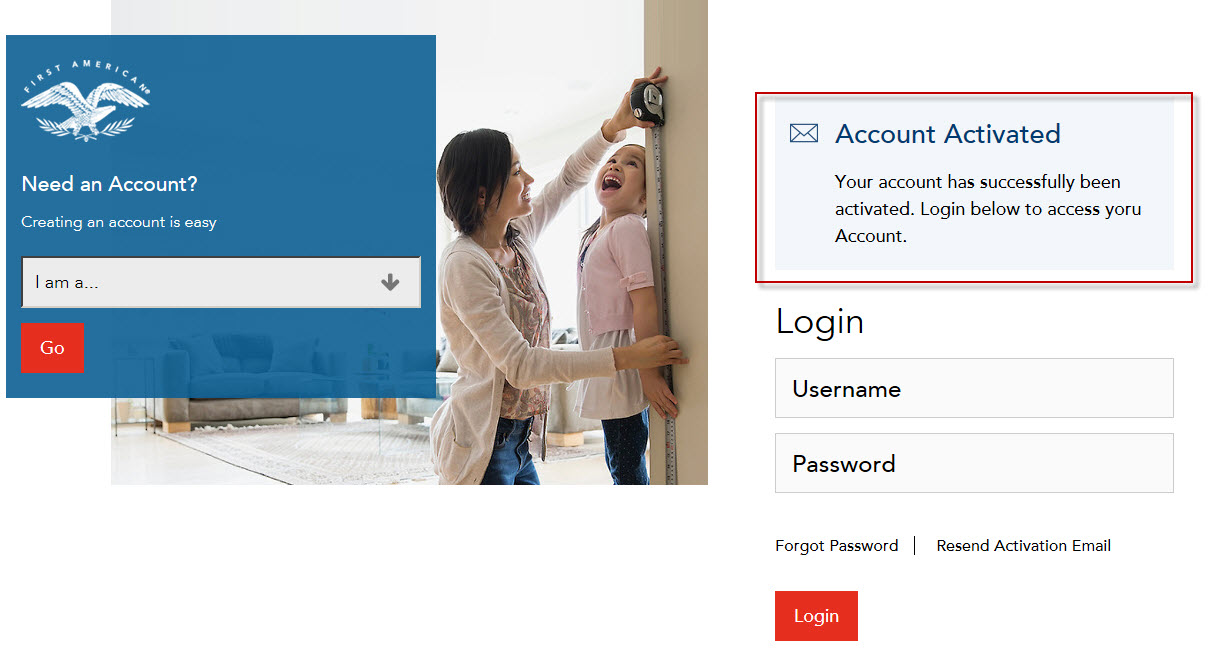 FIRST AMERICAN®
Need an Account?
Creating an account is easy
I am a...
Go
Account Activated
Your account has successfully been
activated. Login below to access yoru
Account.
Login
Username
Password
Forgot Password | Resend Activation Email
Login